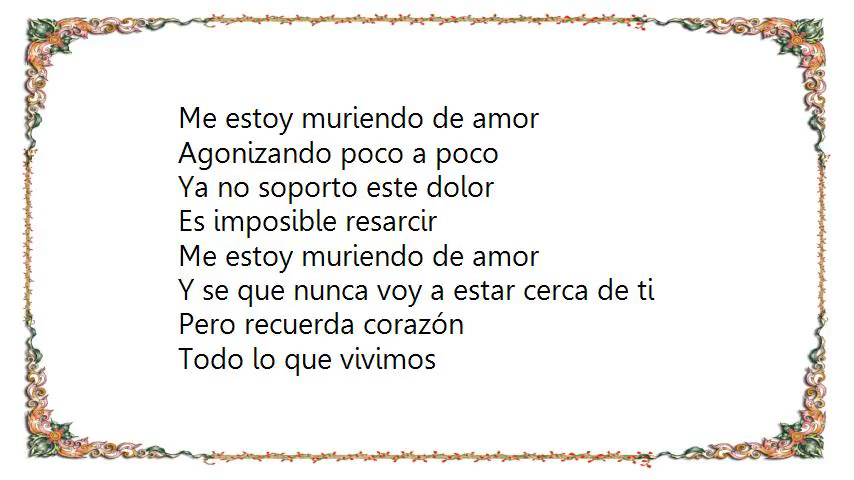 Me estoy muriendo de amor
Agonizando poco a poco
Ya no soporto este dolor
Es imposible resarcir
Me estoy muriendo de amor
Y se que nunca voy a estar cerca de ti
Pero recuerda corazón
Todo lo que vivimos